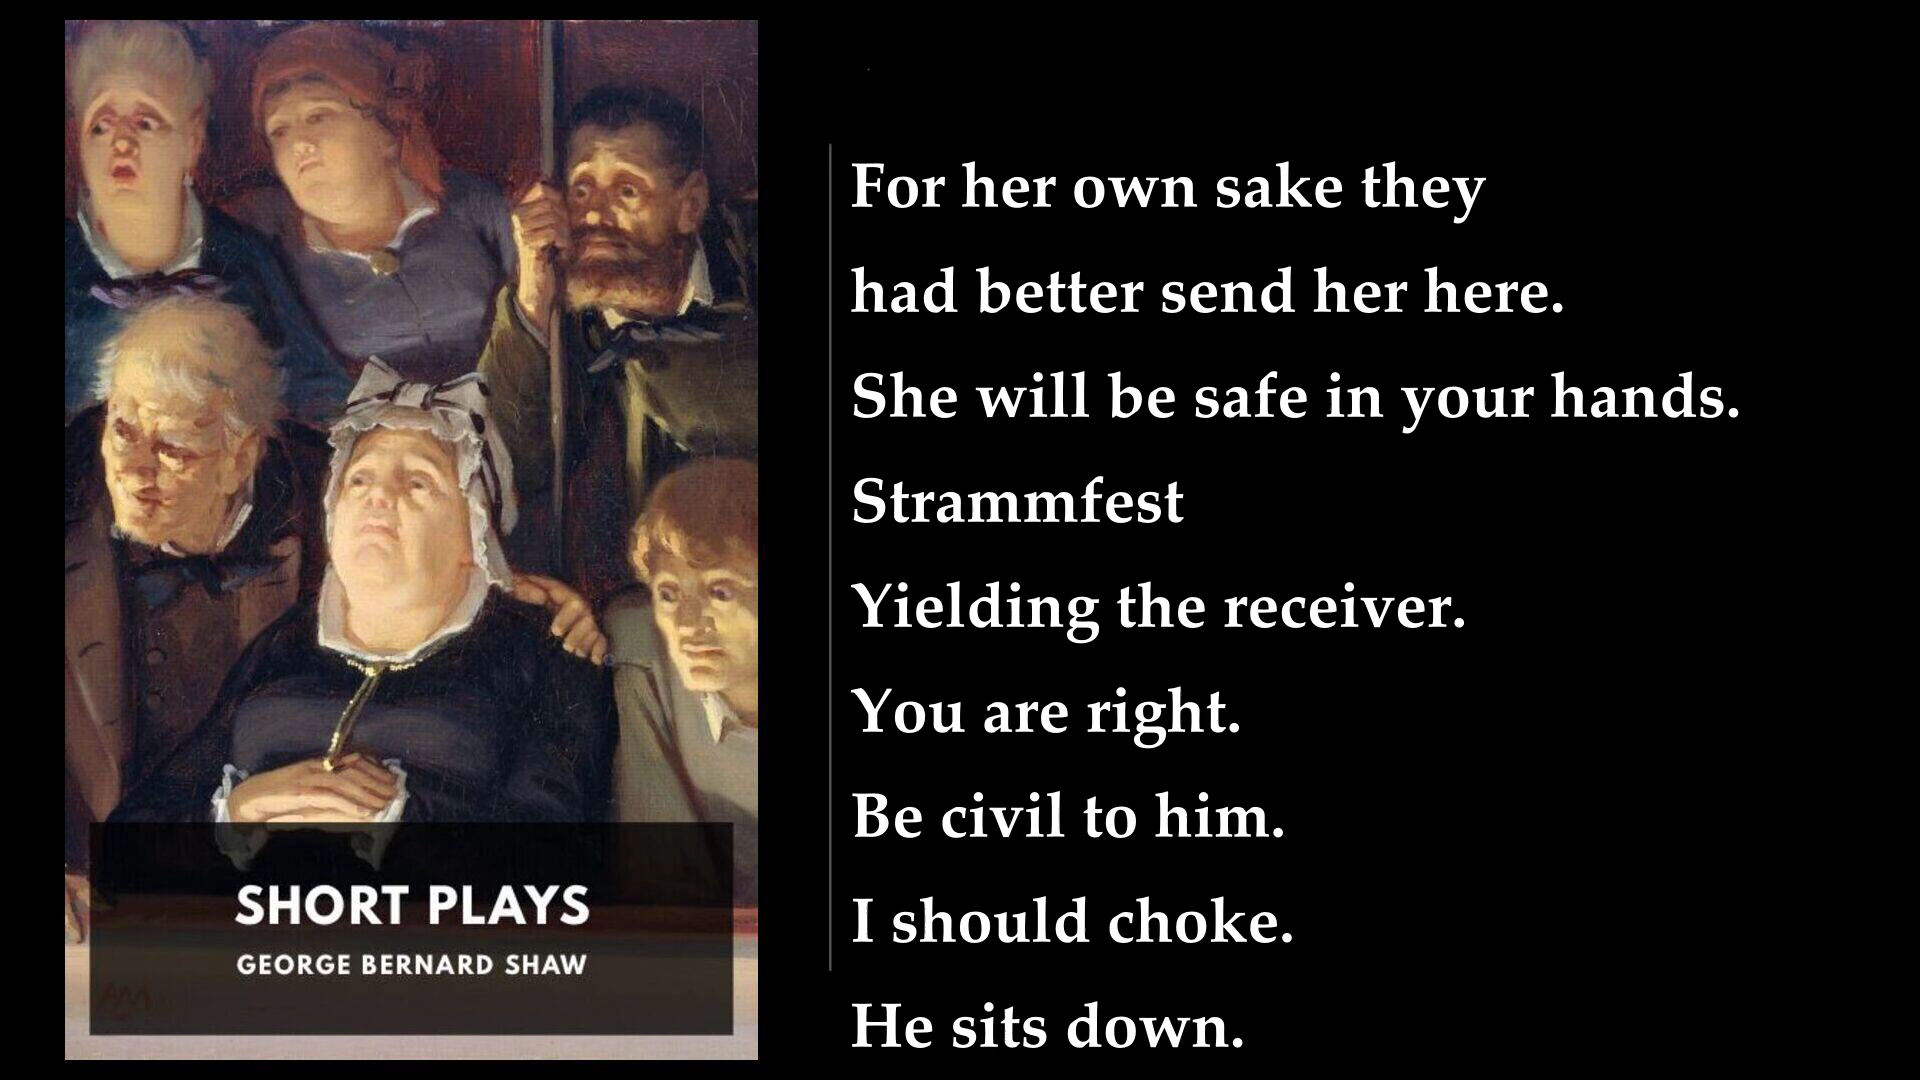 SHORT PLAYS
GEORGE BERNARD SHAW
For her own sake they
had better send her here.
She will be safe in your hands.
Strammfest
Yielding the receiver.
You are right.
Be civil to him.
I should choke.
He sits down.